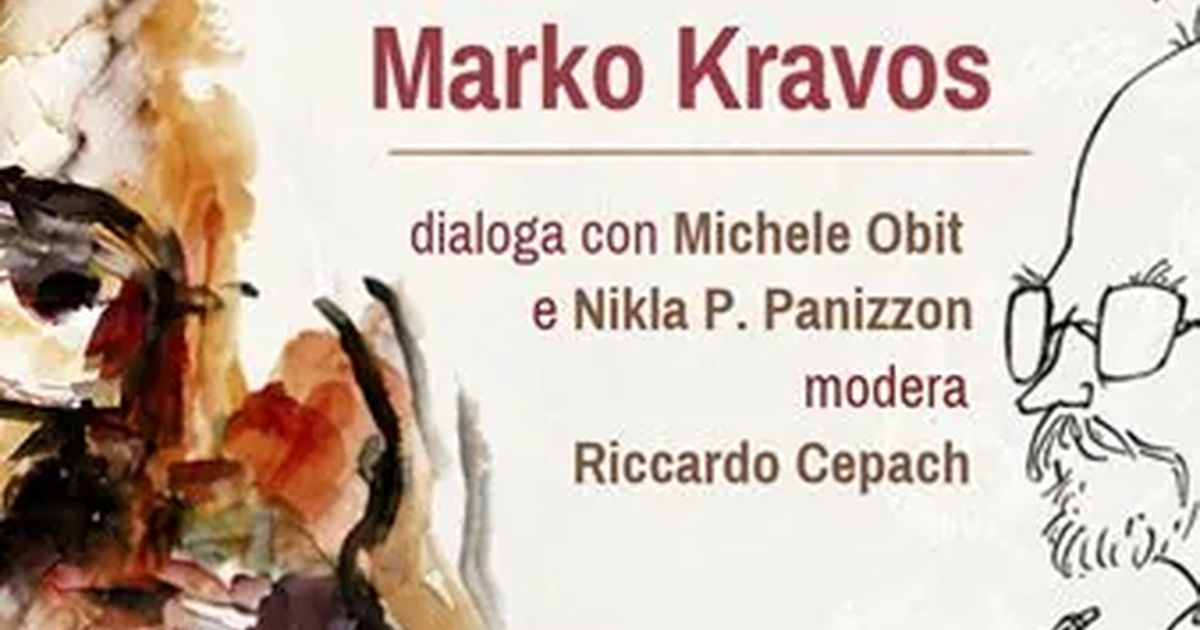 Marko Kravos
dialoga con Michele Obit
e Nikla P. Panizzon
modera
Riccardo Cepach